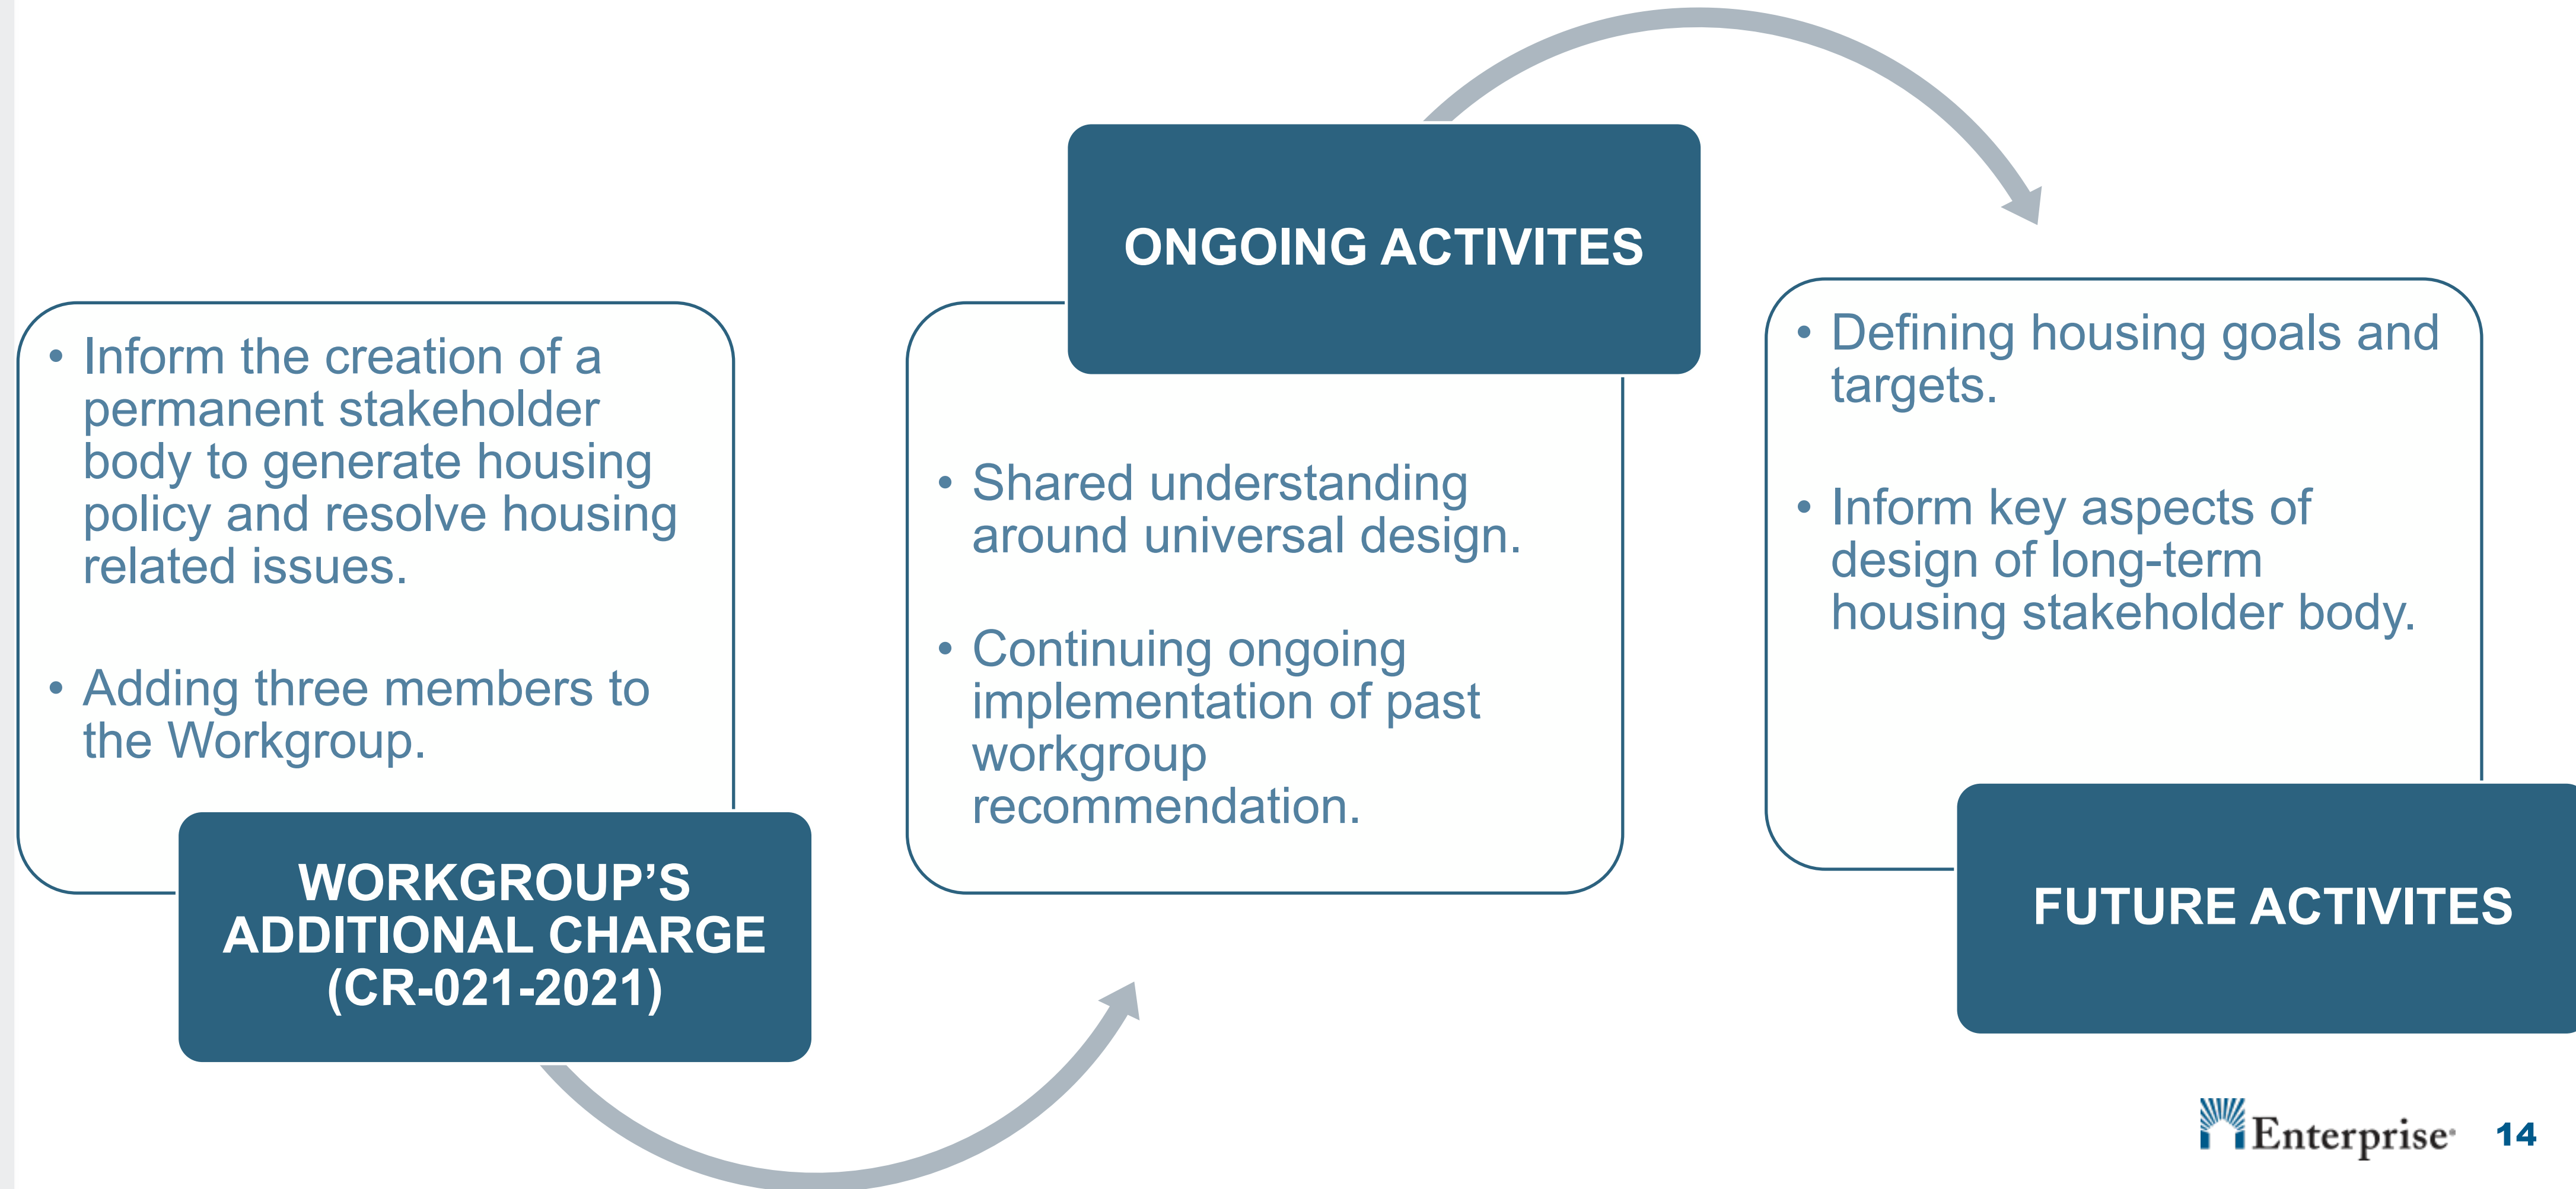 • Inform the creation of a
permanent stakeholder
body to generate housing
policy and resolve housing
related issues.
• Adding three members to
the Workgroup.
WORKGROUP’S
ADDITIONAL CHARGE
(CR-021-2021)
ONGOING ACTIVITES
• Shared understanding
around universal design.
• Continuing ongoing
implementation of past
workgroup
recommendation.
• Defining housing goals and
targets.
• Inform key aspects of
design of long-term
housing stakeholder body.
FUTURE ACTIVITES
Enterprise® 14